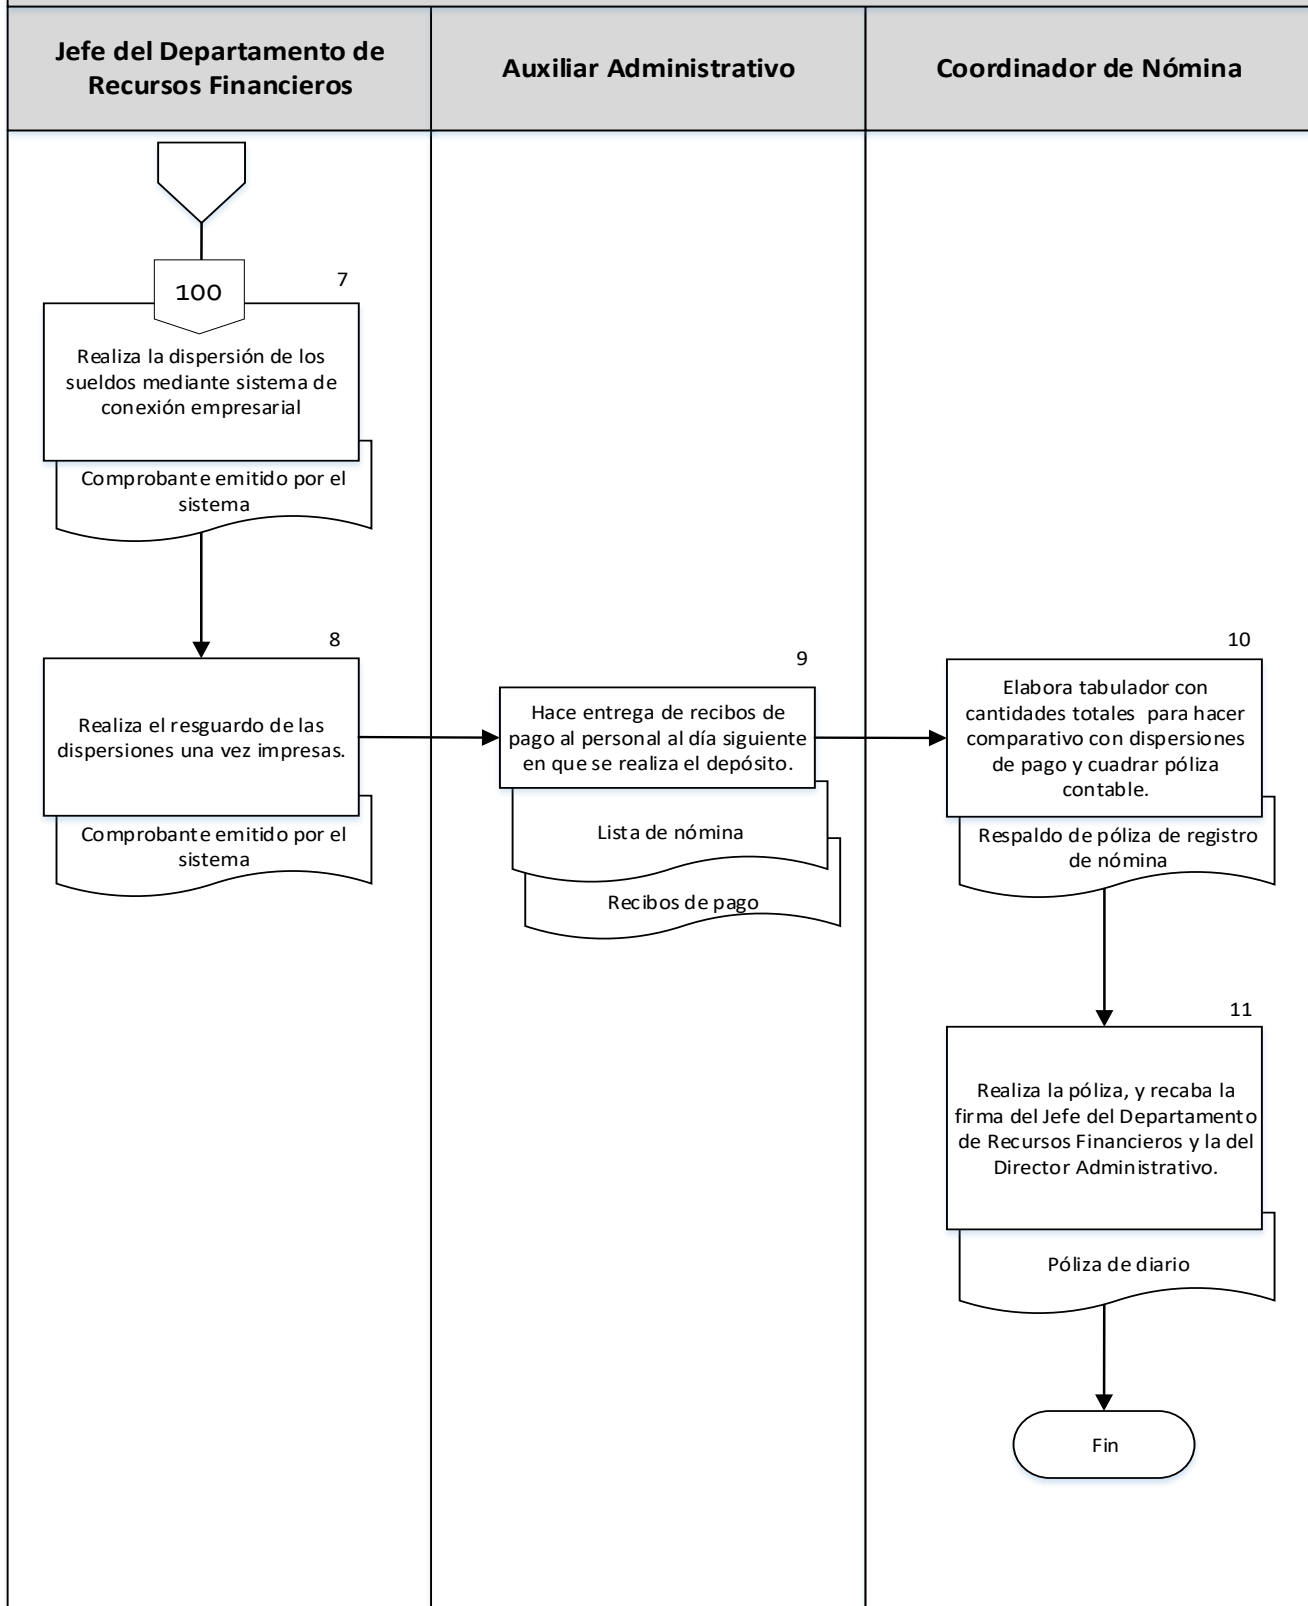 Jefe del Departamento de
Recursos Financieros
Auxiliar Administrativo
Coordinador de Nómina
100
7
Realiza la dispersión de los
sueldos mediante sistema de
conexión empresarial
Comprobante emitido por el
sistema
8
Realiza el resguardo de las
dispersiones una vez impresas.
Comprobante emitido por el
sistema
9
Hace entrega de recibos de
pago al personal al día siguiente
en que se realiza el depósito.
Lista de nómina
Recibos de pago
10
Elabora tabulador con
cantidades totales para hacer
comparativo con dispersiones
de pago y cuadrar póliza
contable.
Respaldo de póliza de registro
de nómina
11
Realiza la póliza, y recaba la
firma del Jefe del Departamento
de Recursos Financieros y la del
Director Administrativo.
Póliza de diario
Fin